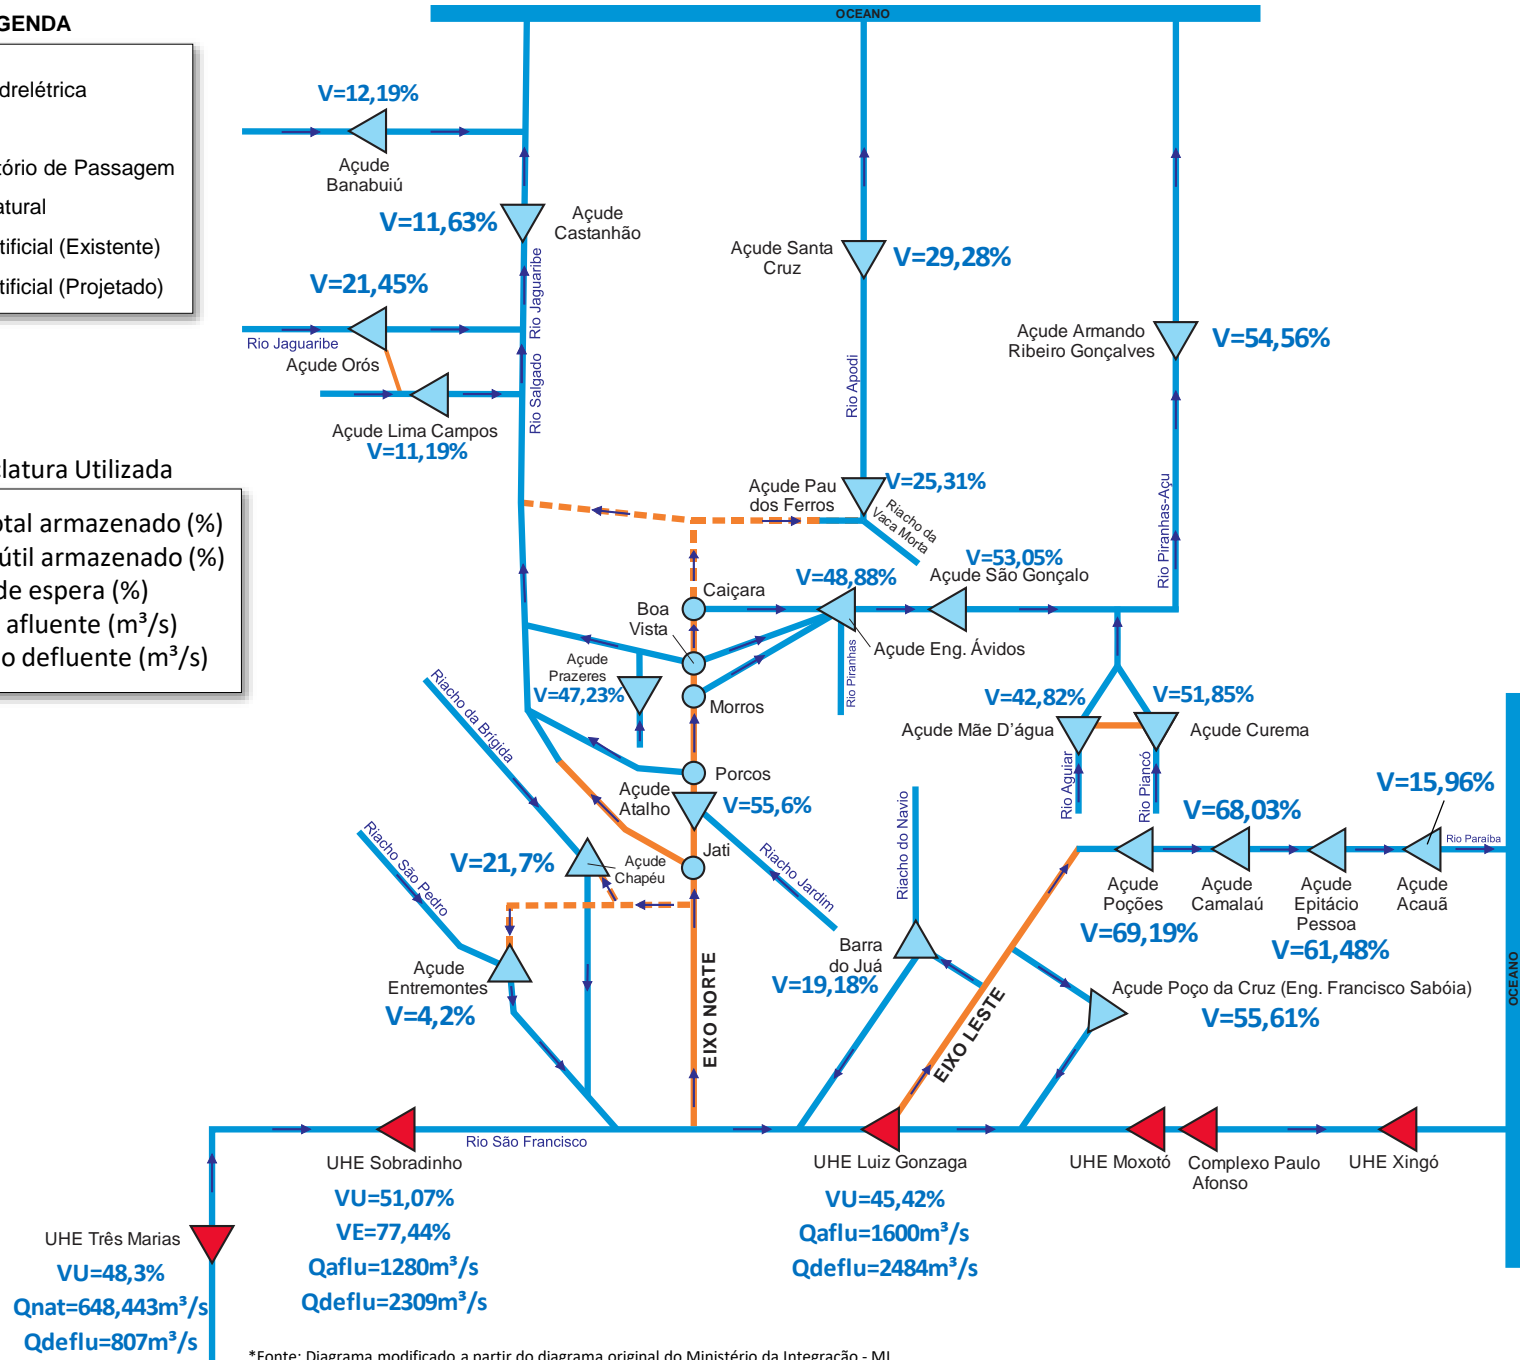 OCEANO
GENDA
drelétrica
tório de Passagem
atural
tificial (Existente)
tificial (Projetado)
V=12,19%
Açude
Banabuiú
V=11,63%
Açude
Castanhão
Rio Jaguaribe
V=21,45%
Rio Jaguaribe
Açude Orós
Rio Salgado
Açude Lima Campos
V=11,19%
Açude Santa
Cruz
V=29,28%
Rio Apodi
Açude Armando
Ribeiro Gonçalves
V=54,56%
Rio Piranhas-Açu
clatura Utilizada
otal armazenado (%)
útil armazenado (%)
de espera (%)
afluente (m³/s)
o defluente (m³/s)
Açude Pau
dos Ferros
V=25,31%
Riacho da
Vaca Morta
V=53,05%
Açude São Gonçalo
V=48,88%
Caiçara
Boa
Vista
Açude Eng. Ávidos
Rio Piranhas
Açude
Prazeres
V=47,23%
Morros
Riacho da Brígida
Porcos
Açude
Atalho
V=55,6%
V=42,82%
V=51,85%
Açude Mãe D'água
Açude Curema
Rio Aguiar
Rio Piancó
V=15,96%
V=68,03%
Rio Paraíba
Riacho São Pedro
V=21,7%
Açude
Chapéu
Jati
Riacho Jardim
Riacho do Navio
Açude
Poções
Açude
Camalaú
Açude
Epitácio
Pessoa
Açude
Acauã
V=69,19%
V=61,48%
Açude
Entremontes
V=4,2%
EIXO NORTE
Barra
do Juá
V=19,18%
EIXO LESTE
Açude Poço da Cruz (Eng. Francisco Sabóia)
V=55,61%
OCEANO
Rio São Francisco
UHE Sobradinho
VU=51,07%
VE=77,44%
Qaflu=1280m³/s
Qdeflu=2309m³/s
UHE Luiz Gonzaga
VU=45,42%
Qaflu=1600m³/s
Qdeflu=2484m³/s
UHE Moxotó
Complexo Paulo
Afonso
UHE Xingó
UHE Três Marias
VU=48,3%
Qnat=648,443m³/s
Qdeflu=807m³/s
*Fonte: Diagrama modificado a partir do diagrama original do Ministério da Integração - MI